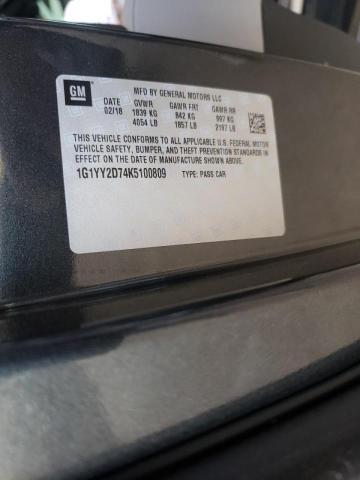 GM
MFD BY GENERAL MOTORS LLC
DATE GVWR GAWR FRT GAWR RR
02/18 1839 KG 842 KG 997 KG
4054 LB 1857 LB 2197 LB
THIS VEHICLE CONFORMS TO ALL APPLICABLE U.S. FEDERAL MOTOR
VEHICLE SAFETY, BUMPER, AND THEFT PREVENTION STANDARDS IN
EFFECT ON THE DATE OF MANUFACTURE SHOWN ABOVE.
1G1YY2D74K5100809 TYPE: PASS CAR